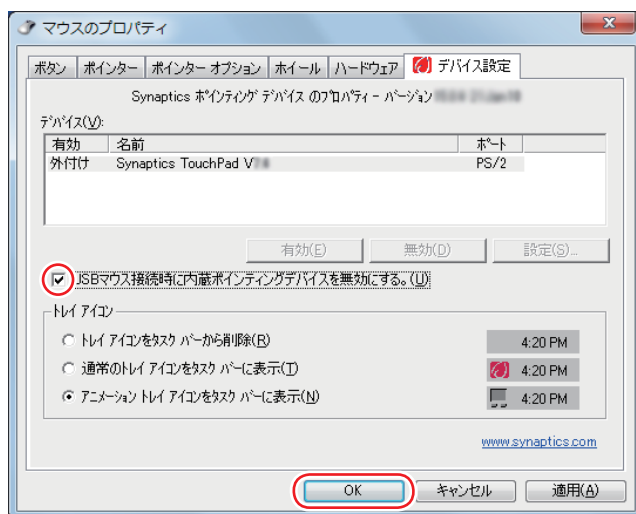 マウスのプロパティ
ボタン ポインター ポインター オプション ホイール ハードウェア デバイス設定
Synaptics ポインティング デバイス のプロパティ - バージョン
デバイス(V):
有効 名前 ポート
外付け Synaptics TouchPad V PS/2
有効(E) 無効(D) 設定(S)...
USBマウス接続時に内蔵ポインティングデバイスを無効にする。(U)
トレイ アイコン
トレイ アイコンをタスク バーから削除(R) 4:20 PM
通常のトレイ アイコンをタスク バーに表示(T) 4:20 PM
アニメーション トレイ アイコンをタスク バーに表示(N) 4:20 PM
www.synaptics.com
OK キャンセル 適用(A)